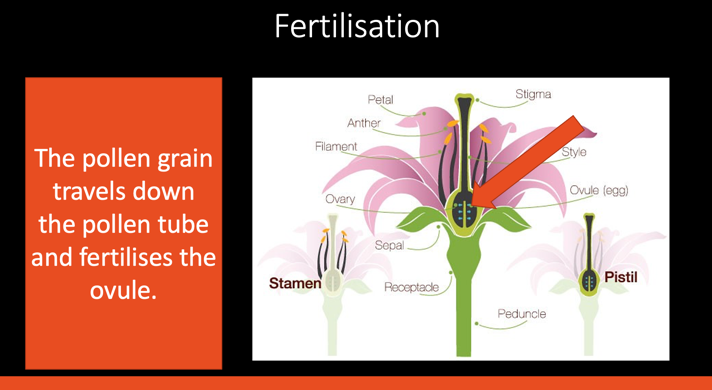 Fertilisation
The pollen grain
travels down
the pollen tube
and fertilises the
ovule.
Petal
Stigma
Anther
Filament
Style
Ovary
Ovule (egg)
Sepal
Stamen
Receptacle
Pistil
Peduncle